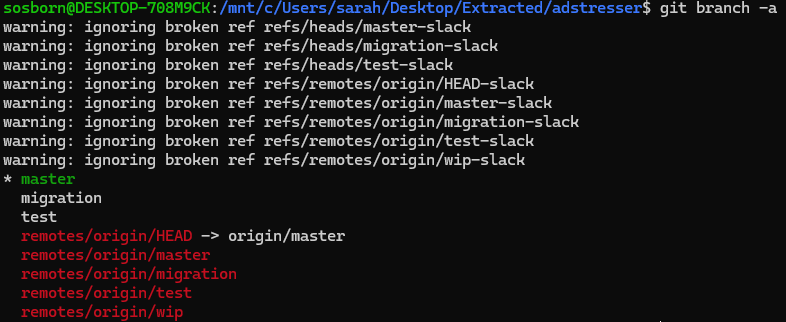 sosborn@DESKTOP-708M9CK:/mnt/c/Users/sarah/Desktop/Extracted/adstresser$ git branch -a
warning: ignoring broken ref refs/heads/master-slack
warning: ignoring broken ref refs/heads/migration-slack
warning: ignoring broken ref refs/heads/test-slack
warning: ignoring broken ref refs/remotes/origin/HEAD-slack
warning: ignoring broken ref refs/remotes/origin/master-slack
warning: ignoring broken ref refs/remotes/origin/migration-slack
warning: ignoring broken ref refs/remotes/origin/test-slack
warning: ignoring broken ref refs/remotes/origin/wip-slack
* master
  migration
  test
  remotes/origin/HEAD -> origin/master
  remotes/origin/master
  remotes/origin/migration
  remotes/origin/test
  remotes/origin/wip